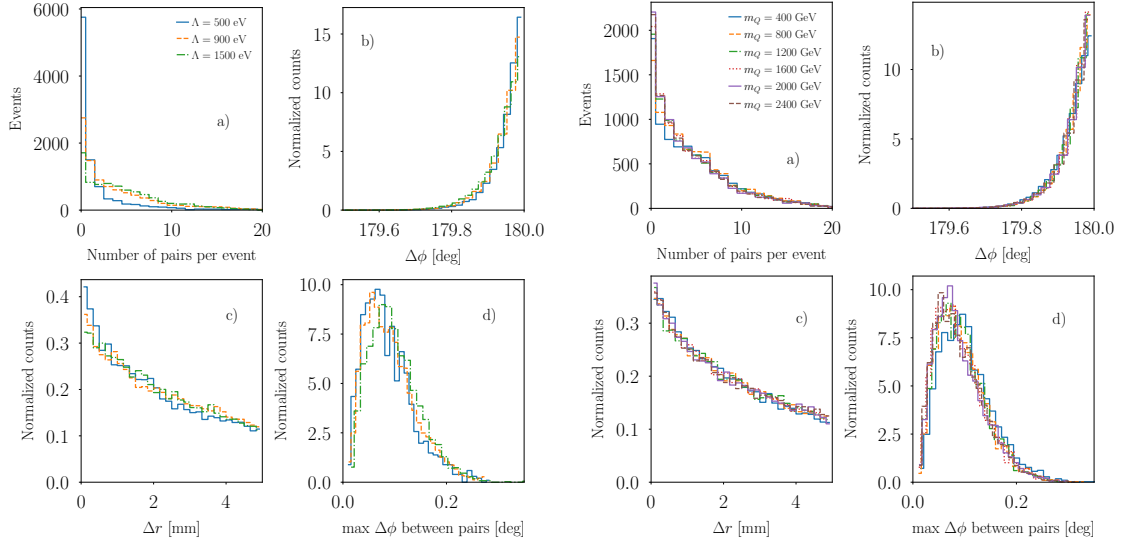 6000
4000
2000
0
Events
0
10
20
Number of pairs per event
Λ = 500 eV
Λ = 900 eV
Λ = 1500 eV
a)
15
10
5
0
Normalized counts
179.6
179.8
180.0
Δϕ [deg]
b)
2000
1500
1000
500
0
Events
0
10
20
Number of pairs per event
m_Q = 400 GeV
m_Q = 800 GeV
m_Q = 1200 GeV
m_Q = 1600 GeV
m_Q = 2000 GeV
m_Q = 2400 GeV
a)
10
5
0
Normalized counts
179.6
179.8
180.0
Δϕ [deg]
b)
0.4
0.3
0.2
0.1
0.0
Normalized counts
0
2
4
Δr [mm]
c)
10.0
7.5
5.0
2.5
0.0
Normalized counts
0.0
0.2
max Δϕ between pairs [deg]
d)
0.3
0.2
0.1
0.0
Normalized counts
0
2
4
Δr [mm]
c)
10.0
7.5
5.0
2.5
0.0
Normalized counts
0.0
0.2
max Δϕ between pairs [deg]
d)